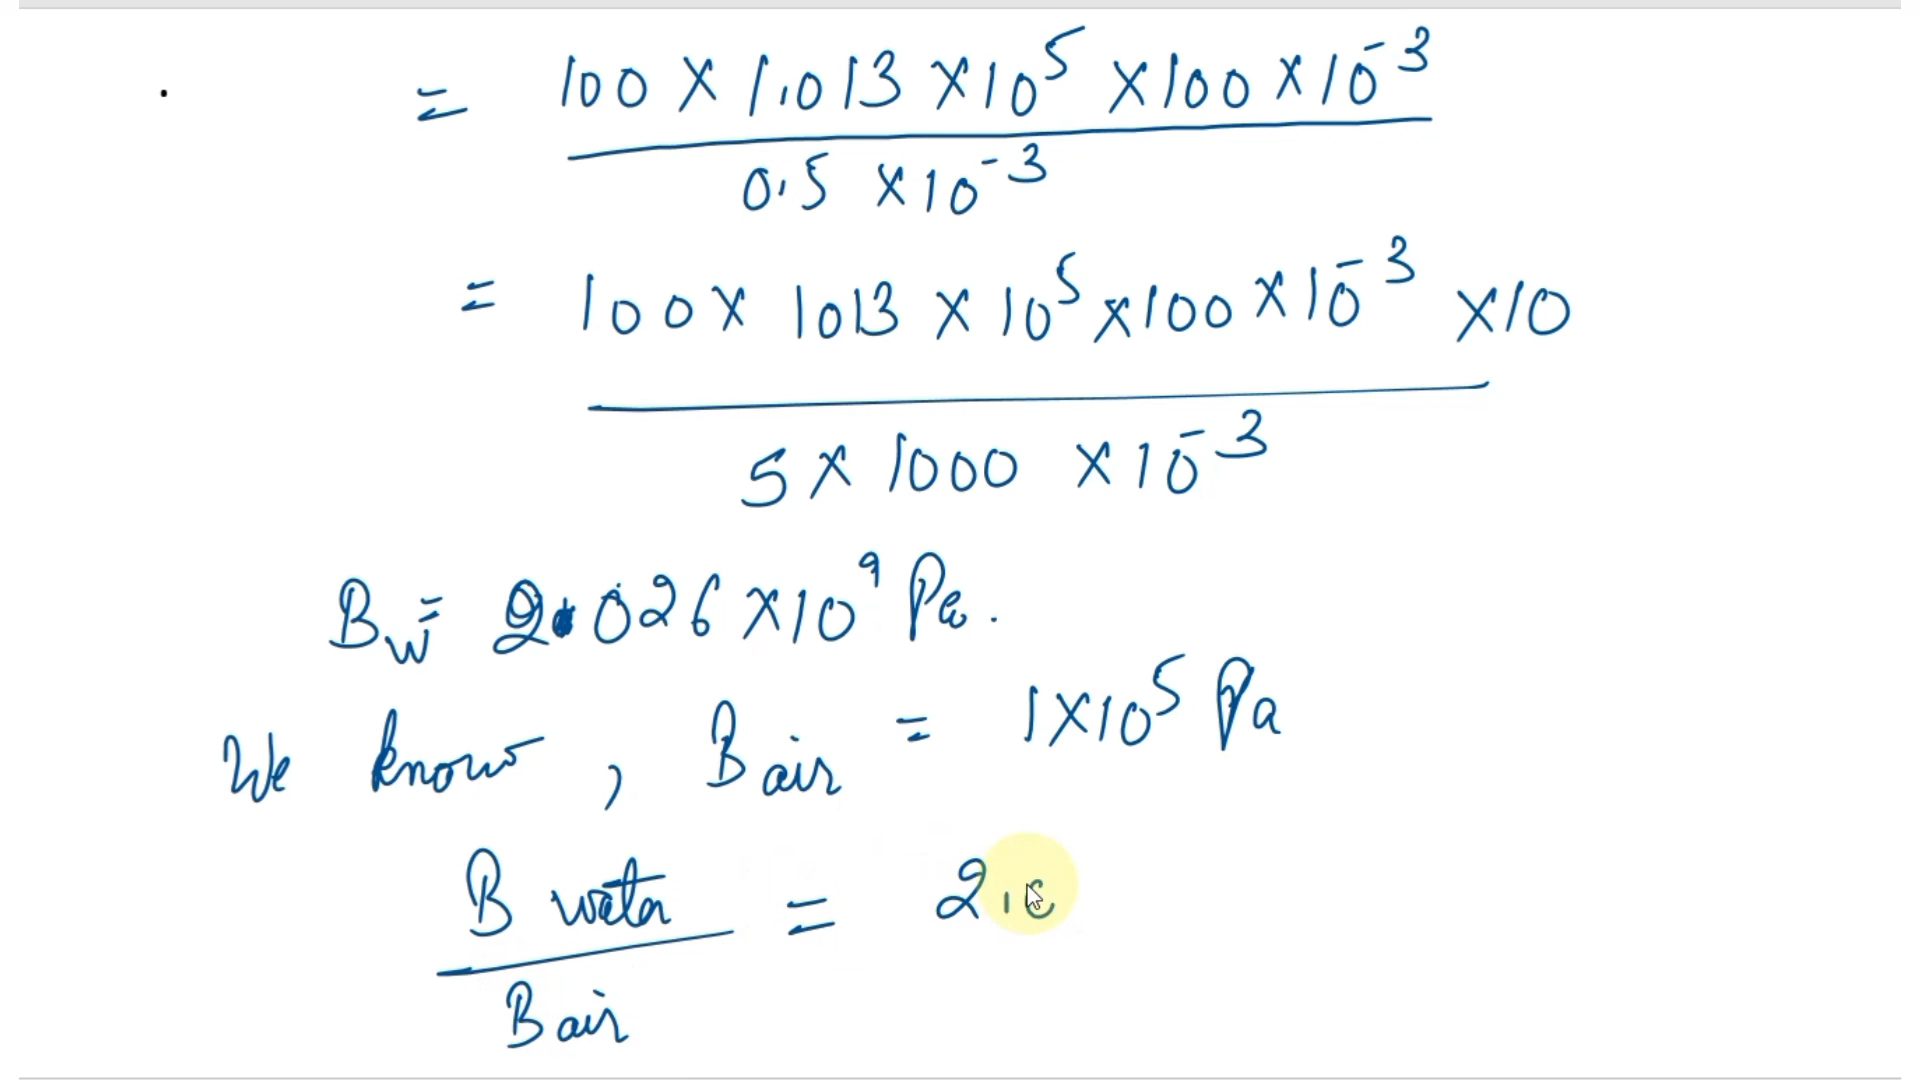 = 100 × 1.013 × 10⁵ × 100 × 10⁻³
0.5 × 10⁻³
= 100 × 1013 × 10⁵ × 100 × 10⁻³ × 10
5 × 1000 × 10⁻³
B_w = 2.026 × 10⁹ Pa.
We know, B air = 1 × 10⁵ Pa
B water = 2.
B air